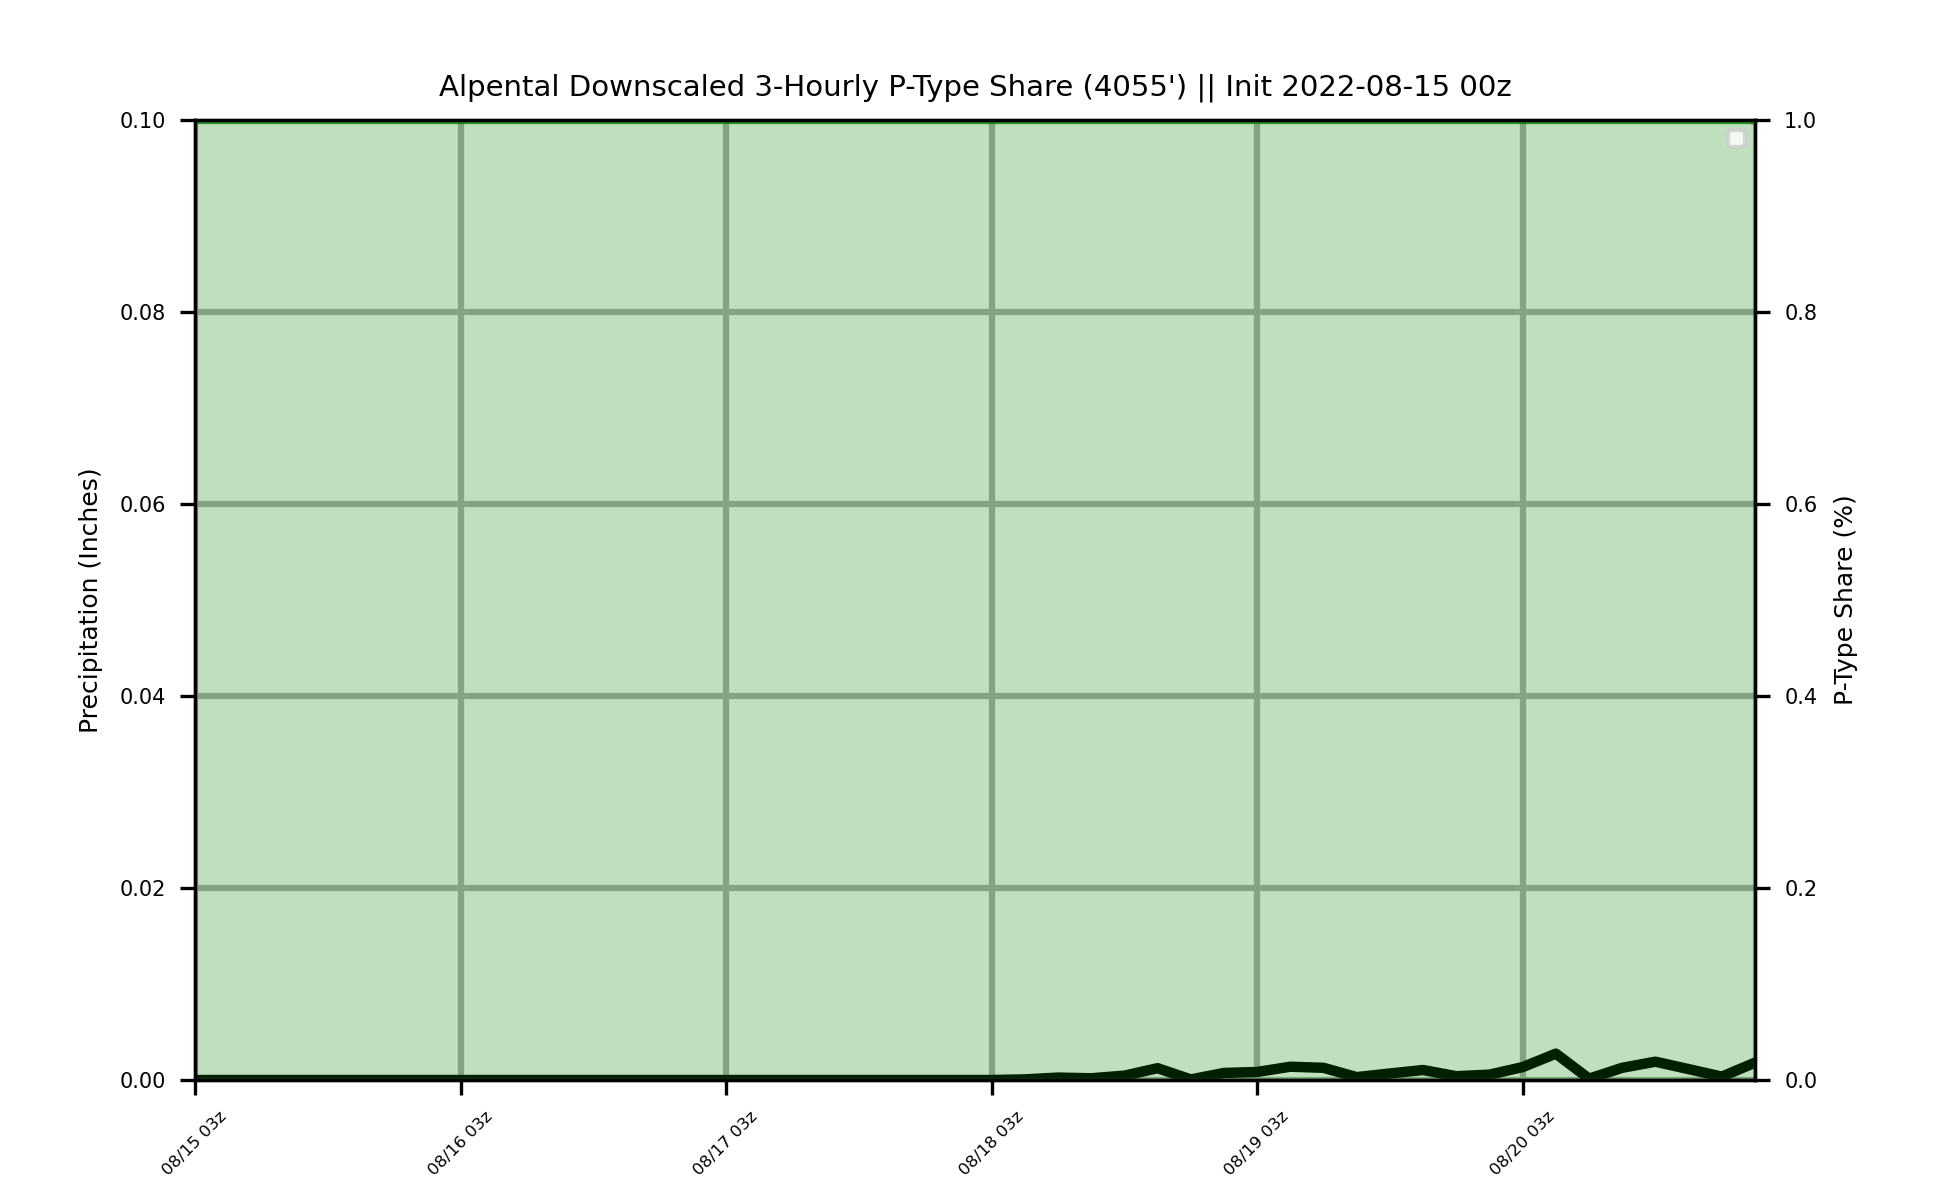 Alpental Downscaled 3-Hourly P-Type Share (4055') || Init 2022-08-15 00z
Precipitation (Inches)
0.10
0.08
0.06
0.04
0.02
0.00
1.0
0.8
0.6
0.4
0.2
0.0
P-Type Share (%)
08/15 03z
08/16 03z
08/17 03z
08/18 03z
08/19 03z
08/20 03z